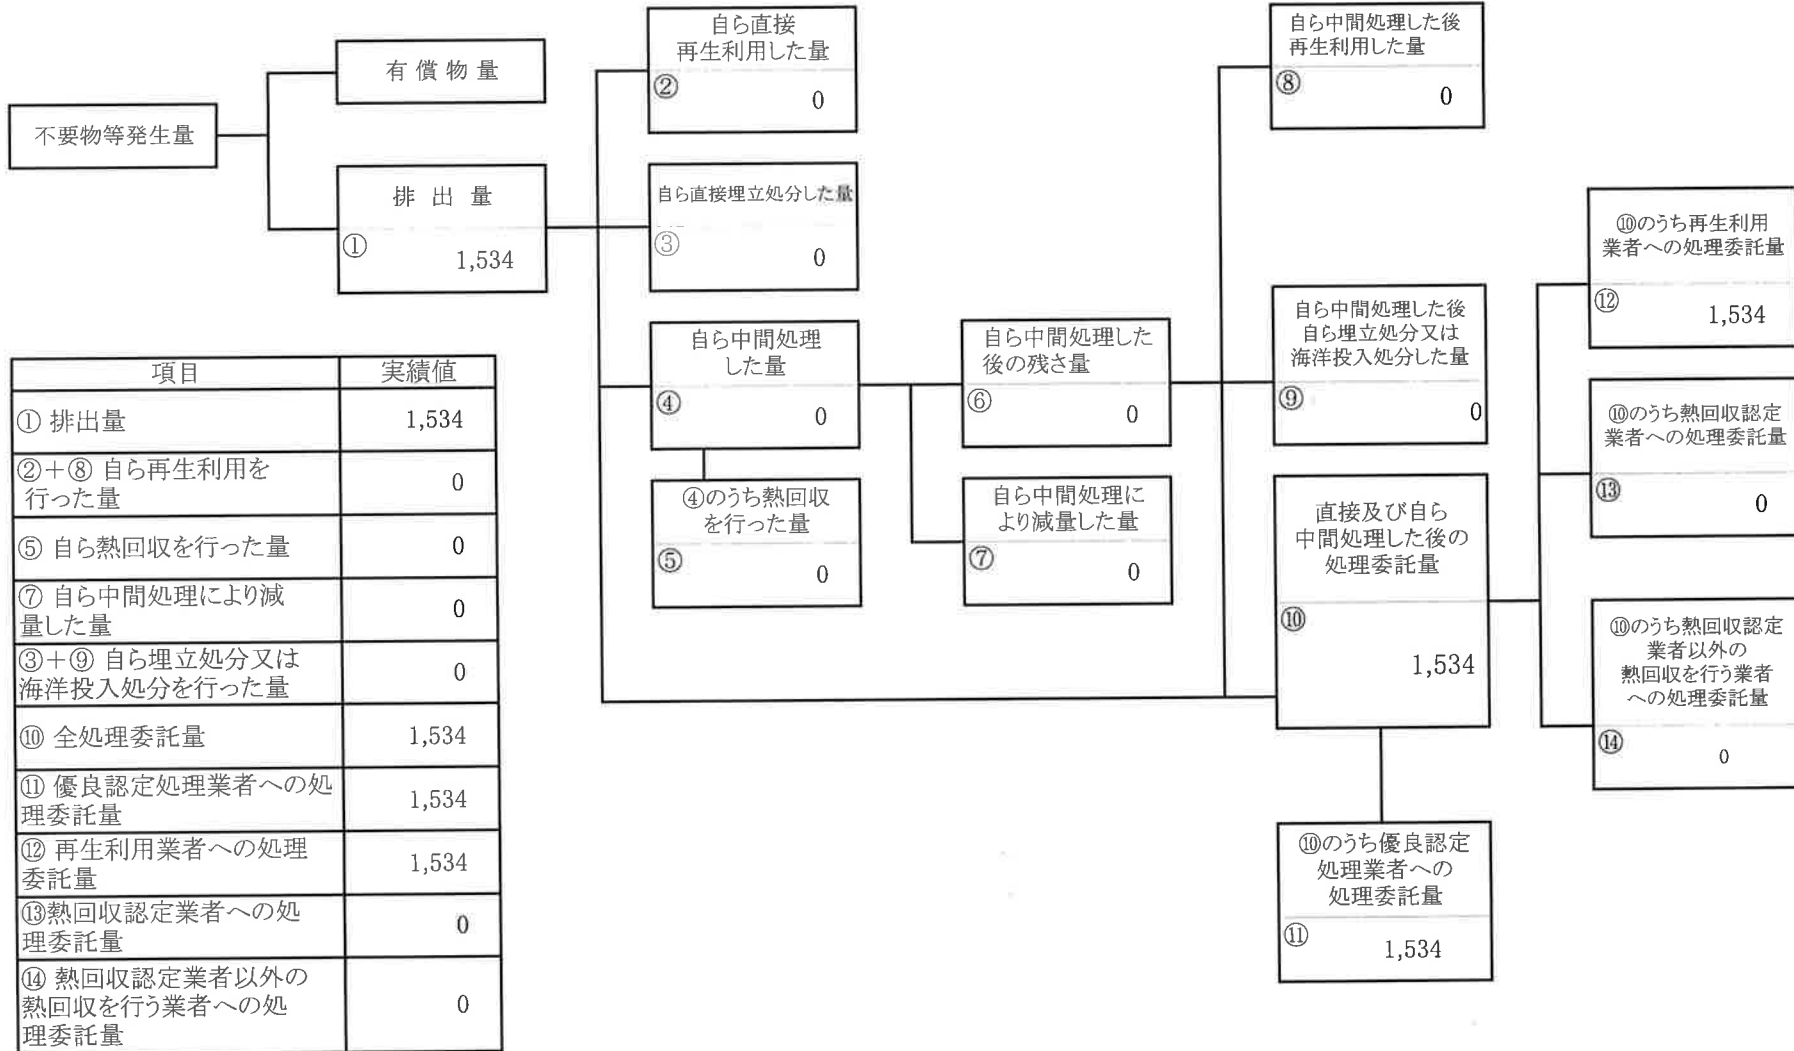 不要物等発生量
有 償 物 量
排 出 量
①
1,534
自ら直接
再生利用した量
②
0
自ら直接埋立処分した量
③
0
自ら中間処理
した量
④
0
④のうち熱回収
を行った量
⑤
0
自ら中間処理した
後の残さ量
⑥
0
自ら中間処理に
より減量した量
⑦
0
自ら中間処理した後
再生利用した量
⑧
0
自ら中間処理した後
自ら埋立処分又は
海洋投入処分した量
⑨
0
直接及び自ら
中間処理した後の
処理委託量
⑩
1,534
⑩のうち優良認定
処理業者への
処理委託量
⑪
1,534
⑩のうち再生利用
業者への処理委託量
⑫
1,534
⑩のうち熱回収認定
業者への処理委託量
⑬
0
⑩のうち熱回収認定
業者以外の
熱回収を行う業者
への処理委託量
⑭
0
項目 実績値
① 排出量 1,534
②＋⑧ 自ら再生利用を
行った量 0
⑤ 自ら熱回収を行った量 0
⑦ 自ら中間処理により減
量した量 0
③＋⑨ 自ら埋立処分又は
海洋投入処分を行った量 0
⑩ 全処理委託量 1,534
⑪ 優良認定処理業者への処
理委託量 1,534
⑫ 再生利用業者への処理
委託量 1,534
⑬熱回収認定業者への処
理委託量 0
⑭ 熱回収認定業者以外の
熱回収を行う業者への処
理委託量 0